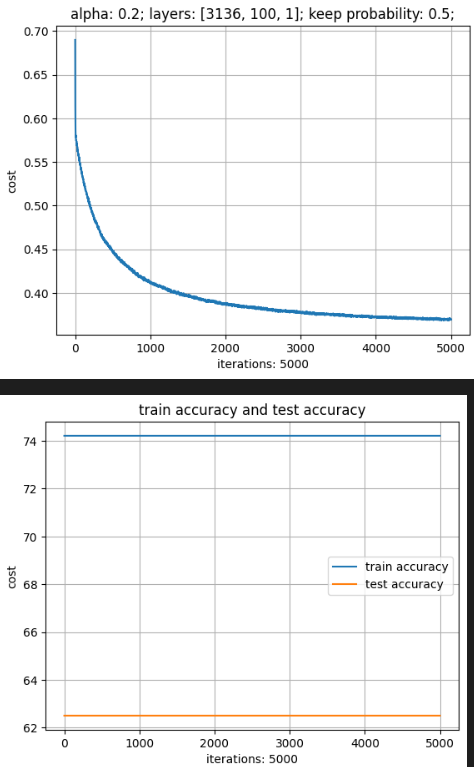 alpha: 0.2; layers: [3136, 100, 1]; keep probability: 0.5;
0.70
0.65
0.60
0.55
0.50
0.45
0.40
cost
0 1000 2000 3000 4000 5000
iterations: 5000
train accuracy and test accuracy
74
72
70
68
66
64
62
cost
train accuracy
test accuracy
0 1000 2000 3000 4000 5000
iterations: 5000